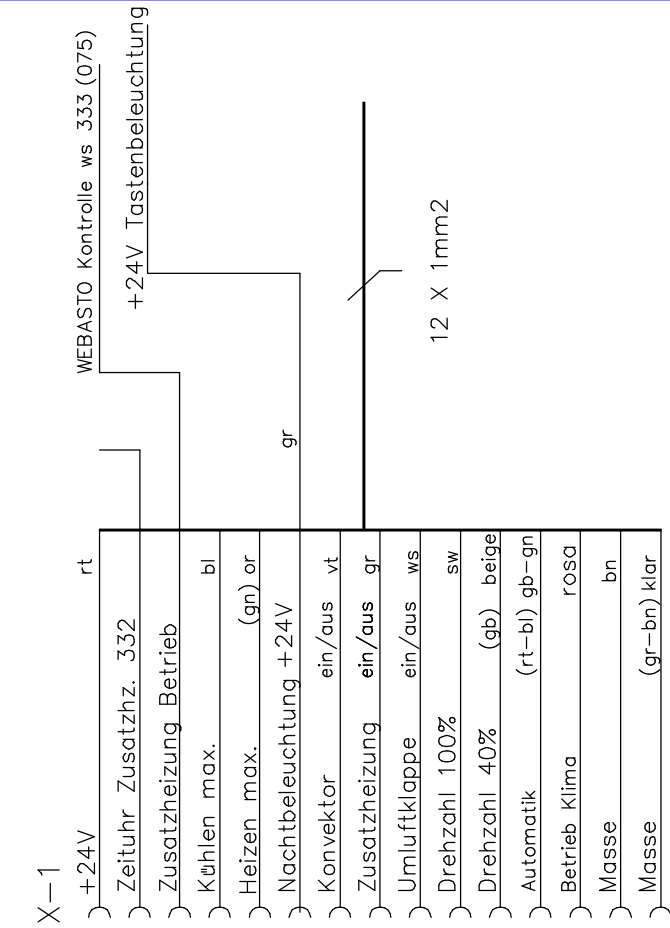 X-1
+24V rt
Zeituhr Zusatzhz. 332
Zusatzheizung Betrieb
Kühlen max. bl
Heizen max. (gn) or
Nachtbeleuchtung +24V gr
Konvektor ein/aus vt
Zusatzheizung ein/aus gr
Umluftklappe ein/aus ws
Drehzahl 100% sw
Drehzahl 40% (gb) beige
Automatik (rt-bl) gb-gn
Betrieb Klima rosa
Masse bn
Masse (gr-bn) klar
WEBASTO Kontrolle ws 333 (075)
+24V Tastenbeleuchtung
12 X 1mm2